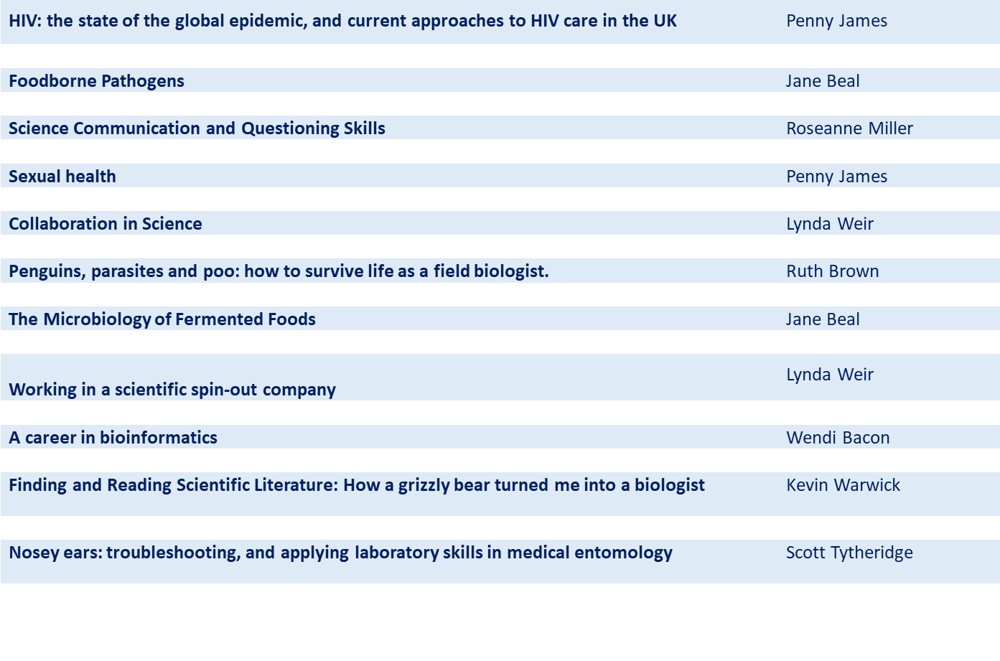 HIV: the state of the global epidemic, and current approaches to HIV care in the UK Penny James
Foodborne Pathogens Jane Beal
Science Communication and Questioning Skills Roseanne Miller
Sexual health Penny James
Collaboration in Science Lynda Weir
Penguins, parasites and poo: how to survive life as a field biologist. Ruth Brown
The Microbiology of Fermented Foods Jane Beal
Working in a scientific spin-out company Lynda Weir
A career in bioinformatics Wendi Bacon
Finding and Reading Scientific Literature: How a grizzly bear turned me into a biologist Kevin Warwick
Nosey ears: troubleshooting, and applying laboratory skills in medical entomology Scott Tytheridge